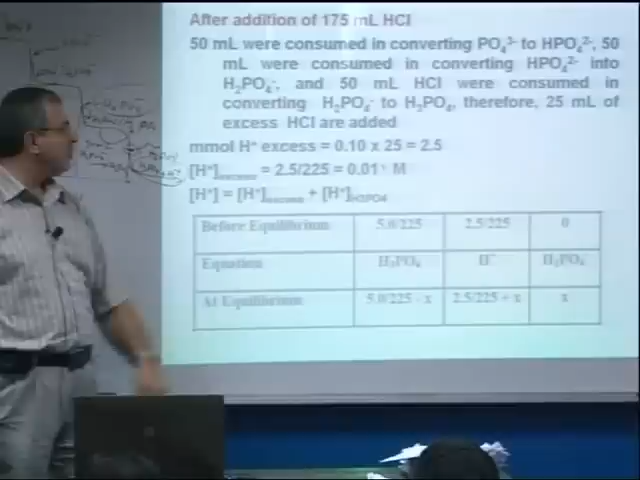 After addition of 175 mL HCl
50 mL were consumed in converting PO₄³⁻ to HPO₄²⁻, 50
mL were consumed in converting HPO₄²⁻ into
H₂PO₄⁻, and 50 mL HCl were consumed in
converting H₂PO₄⁻ to H₃PO₄, therefore, 25 mL of
excess HCl are added
mmol H⁺ excess = 0.10 x 25 = 2.5
[H⁺]excess = 2.5/225 = 0.011 M
[H⁺] = [H⁺]excess + [H⁺]H3PO4
Before Equilibrium 5.0/225 2.5/225 0
Equation H₃PO₄ H⁺ H₂PO₄⁻
At Equilibrium 5.0/225 - x 2.5/225 + x x